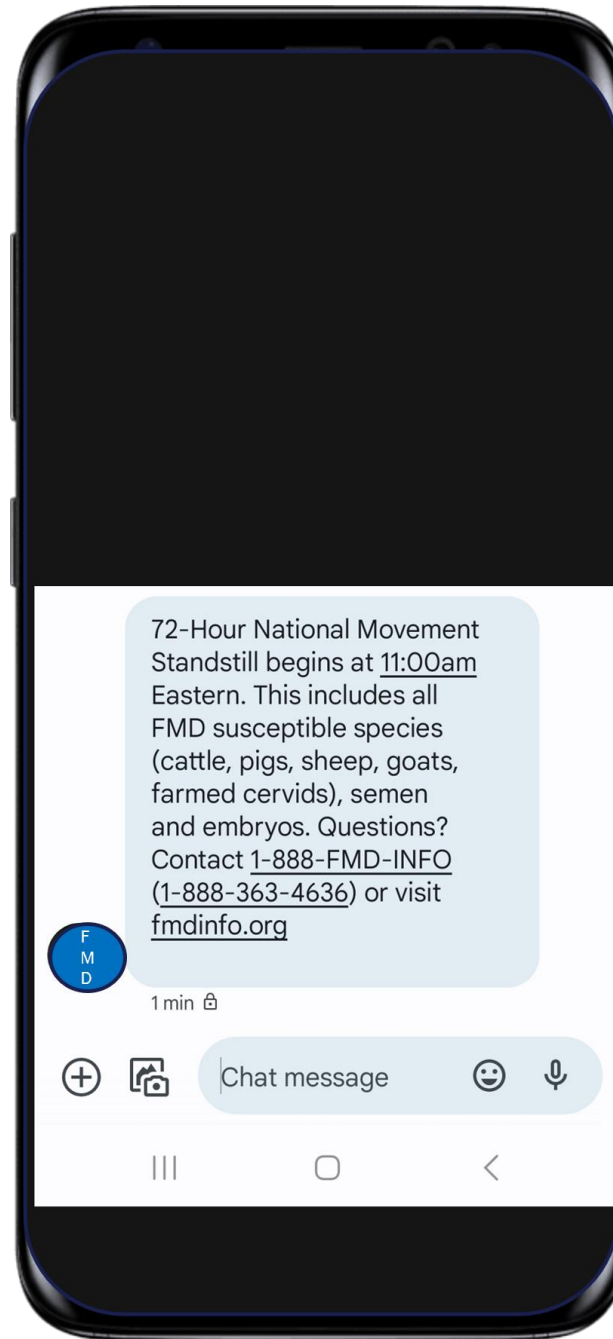 72-Hour National Movement
Standstill begins at 11:00am
Eastern. This includes all
FMD susceptible species
(cattle, pigs, sheep, goats,
farmed cervids), semen
and embryos. Questions?
Contact 1-888-FMD-INFO
(1-888-363-4636) or visit
fmdinfo.org
F
M
D
1 min
Chat message